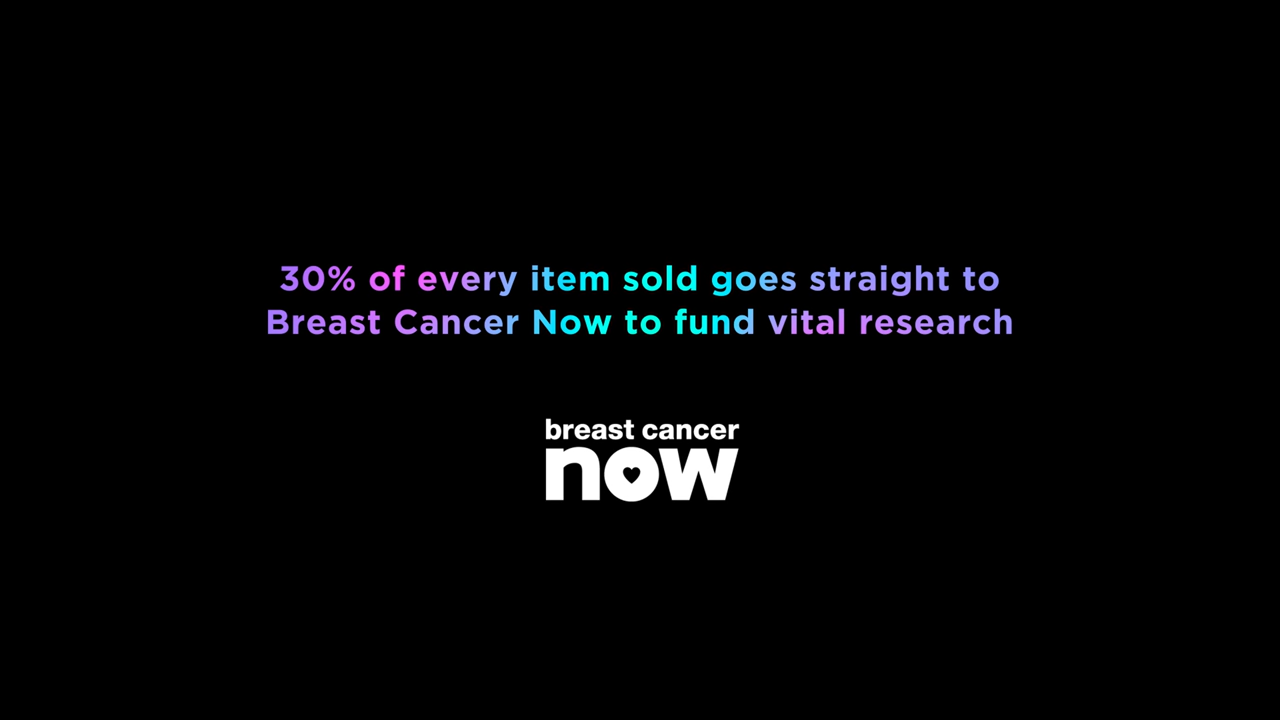 30% of every item sold goes straight to
Breast Cancer Now to fund vital research
breast cancer
now